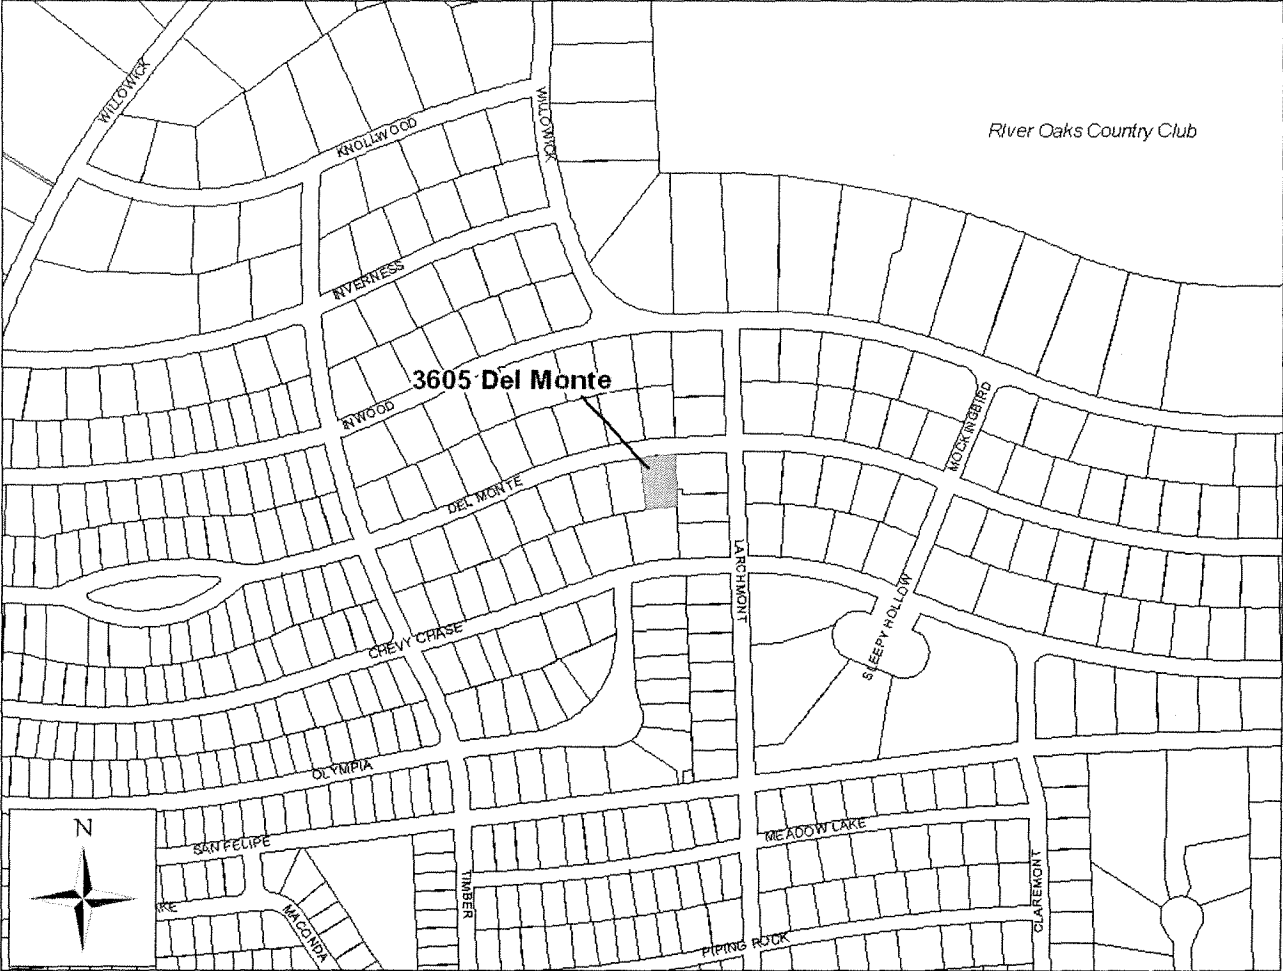 WILLOWICK
WILLOWICK
KNOLLWOOD
River Oaks Country Club
INVERNESS
3605 Del Monte
INWOOD
MOCKINGBIRD
DEL MONTE
LARCHMONT
SLEEPY HOLLOW
CHEVY CHASE
OLYMPIA
N
SAN FELIPE
MEADOW LAKE
TIMBER
CLAREMONT
KE
MACONDA
PIPING ROCK